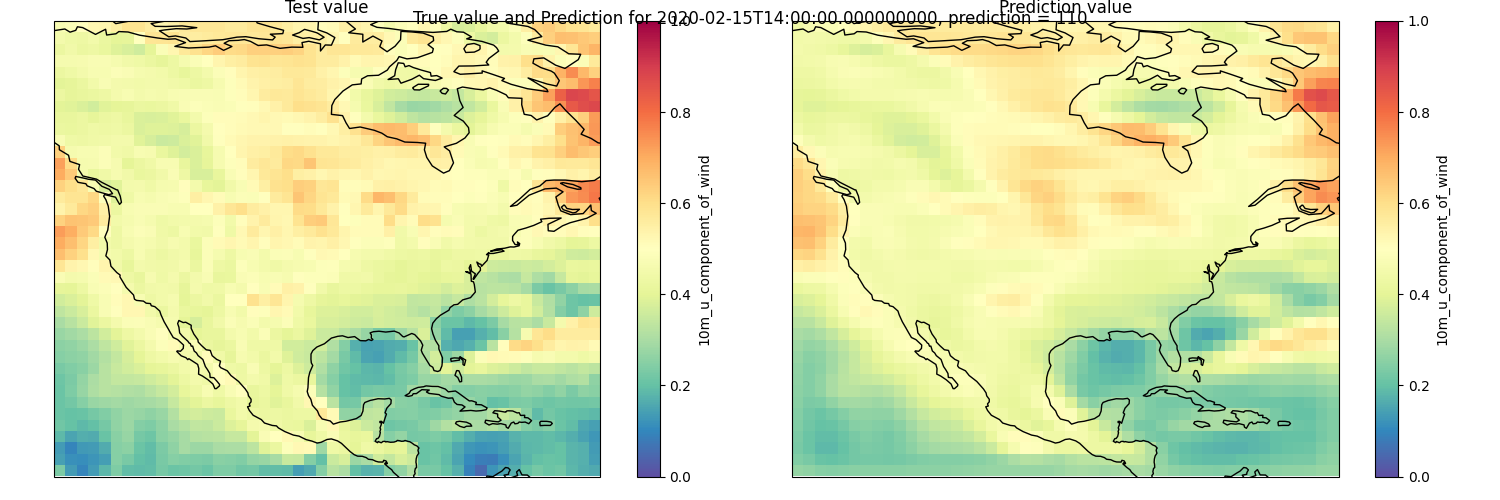 Test value
True value and Prediction for 2020-02-15T14:00:00.000000000, prediction = 110
Prediction value
1.0
0.8
0.6
0.4
0.2
0.0
10m_u_component_of_wind
1.0
0.8
0.6
0.4
0.2
0.0
10m_u_component_of_wind